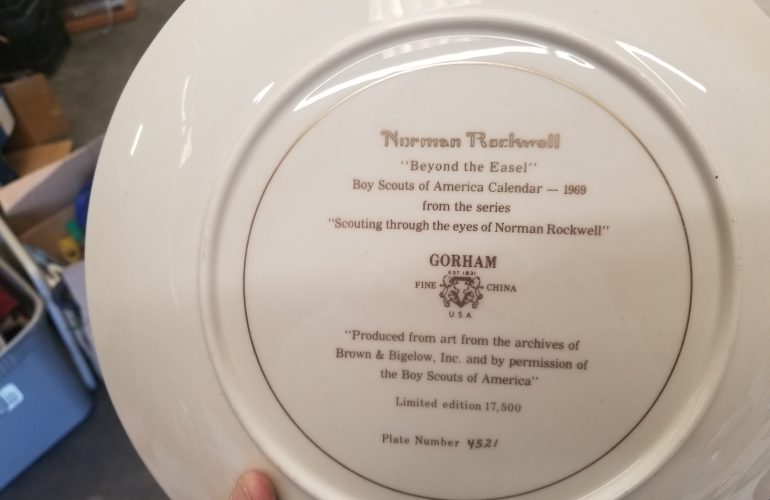 Norman Rockwell
"Beyond the Easel"
Boy Scouts of America Calendar — 1969
from the series
"Scouting through the eyes of Norman Rockwell"
GORHAM
EST 1831
FINE CHINA
U.S.A
"Produced from art from the archives of
Brown & Bigelow, Inc. and by permission of
the Boy Scouts of America"
Limited edition 17,500
Plate Number 4521